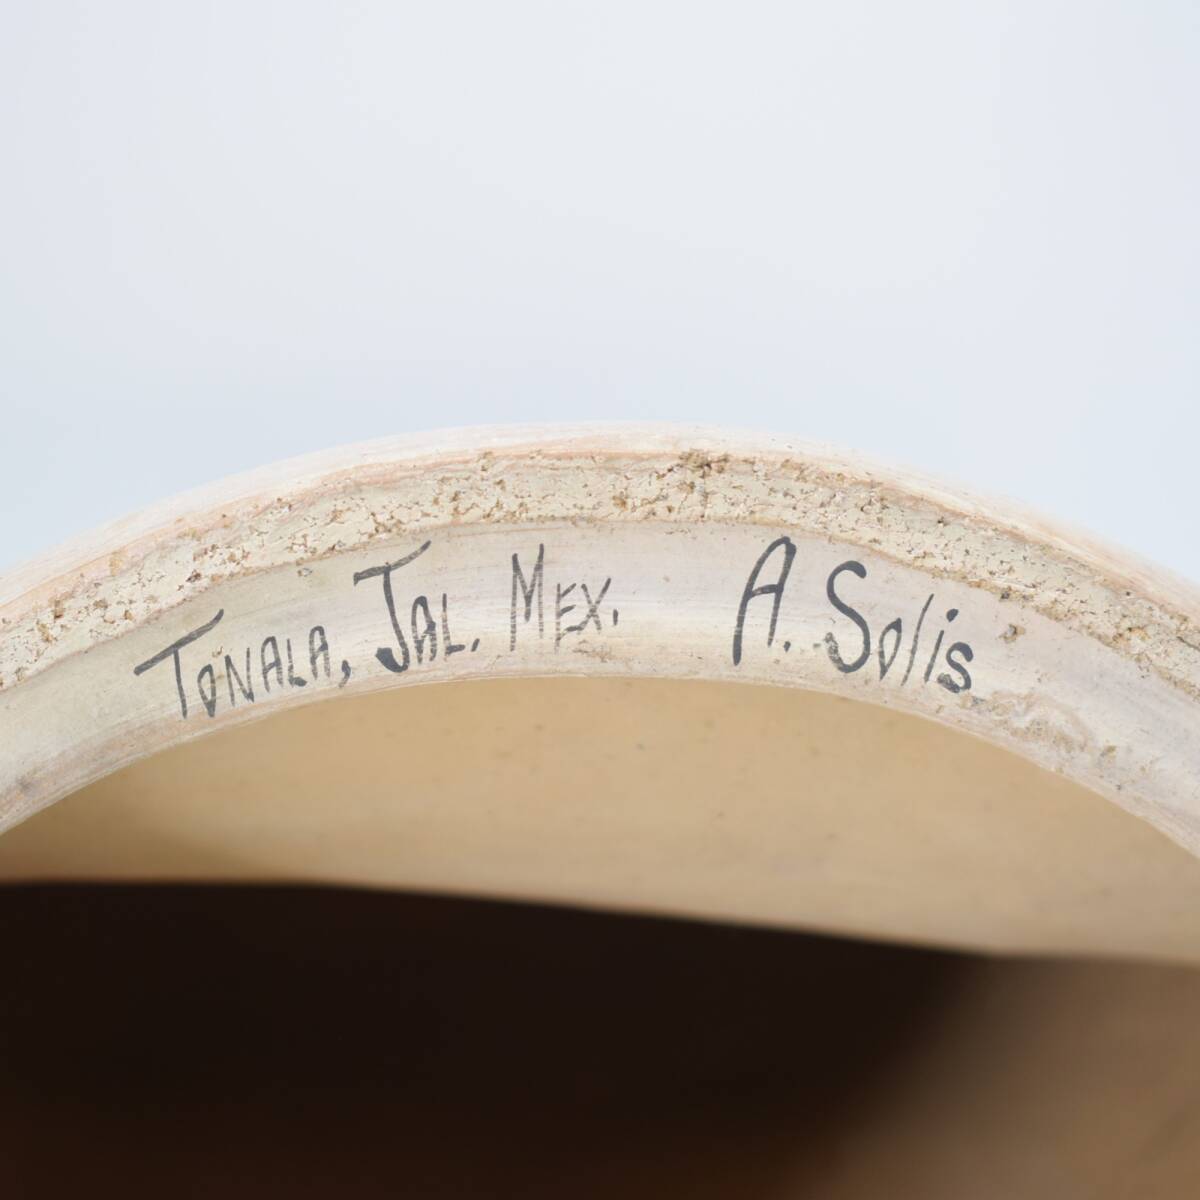 TONALA, JAL. MEX. A. Solis